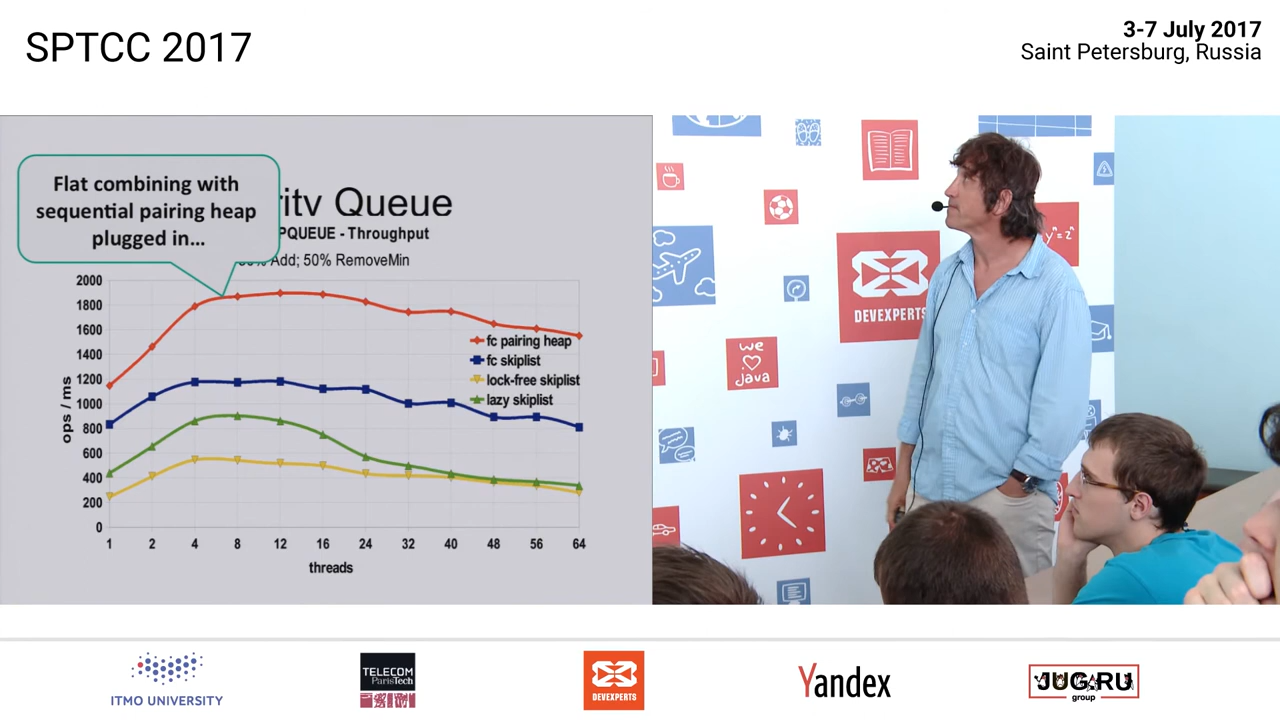 SPTCC 2017
3-7 July 2017
Saint Petersburg, Russia
Flat combining with
sequential pairing heap
plugged in...
rity Queue
PQUEUE - Throughput
Add; 50% RemoveMin
2000
1800
1600
1400
1200
1000
800
600
400
200
0
ops / ms
fc pairing heap
fc skiplist
lock-free skiplist
lazy skiplist
1 2 4 8 12 16 24 32 40 48 56 64
threads
DEVEXPERTS
we
java
y=z
ITMO UNIVERSITY
TELECOM
ParisTech
DEVEXPERTS
Yandex
JUG.RU
group